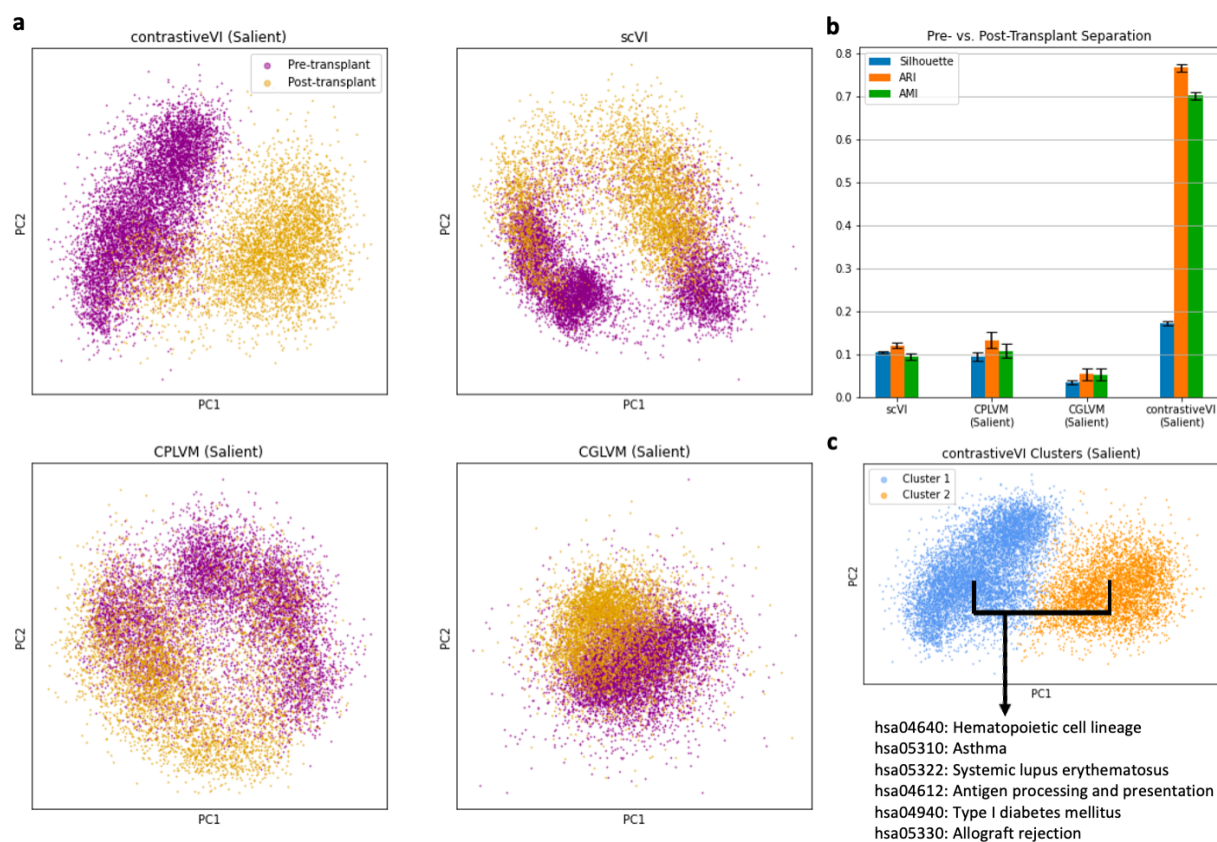 a
contrastiveVI (Salient)
Pre-transplant
Post-transplant
PC2
PC1
scVI
PC2
PC1
CPLVM (Salient)
PC2
PC1
CGLVM (Salient)
PC2
PC1
b
Pre- vs. Post-Transplant Separation
Silhouette
ARI
AMI
0.8
0.7
0.6
0.5
0.4
0.3
0.2
0.1
0.0
scVI
CPLVM
(Salient)
CGLVM
(Salient)
contrastiveVI
(Salient)
c
contrastiveVI Clusters (Salient)
Cluster 1
Cluster 2
PC2
PC1
hsa04640: Hematopoietic cell lineage
hsa05310: Asthma
hsa05322: Systemic lupus erythematosus
hsa04612: Antigen processing and presentation
hsa04940: Type I diabetes mellitus
hsa05330: Allograft rejection